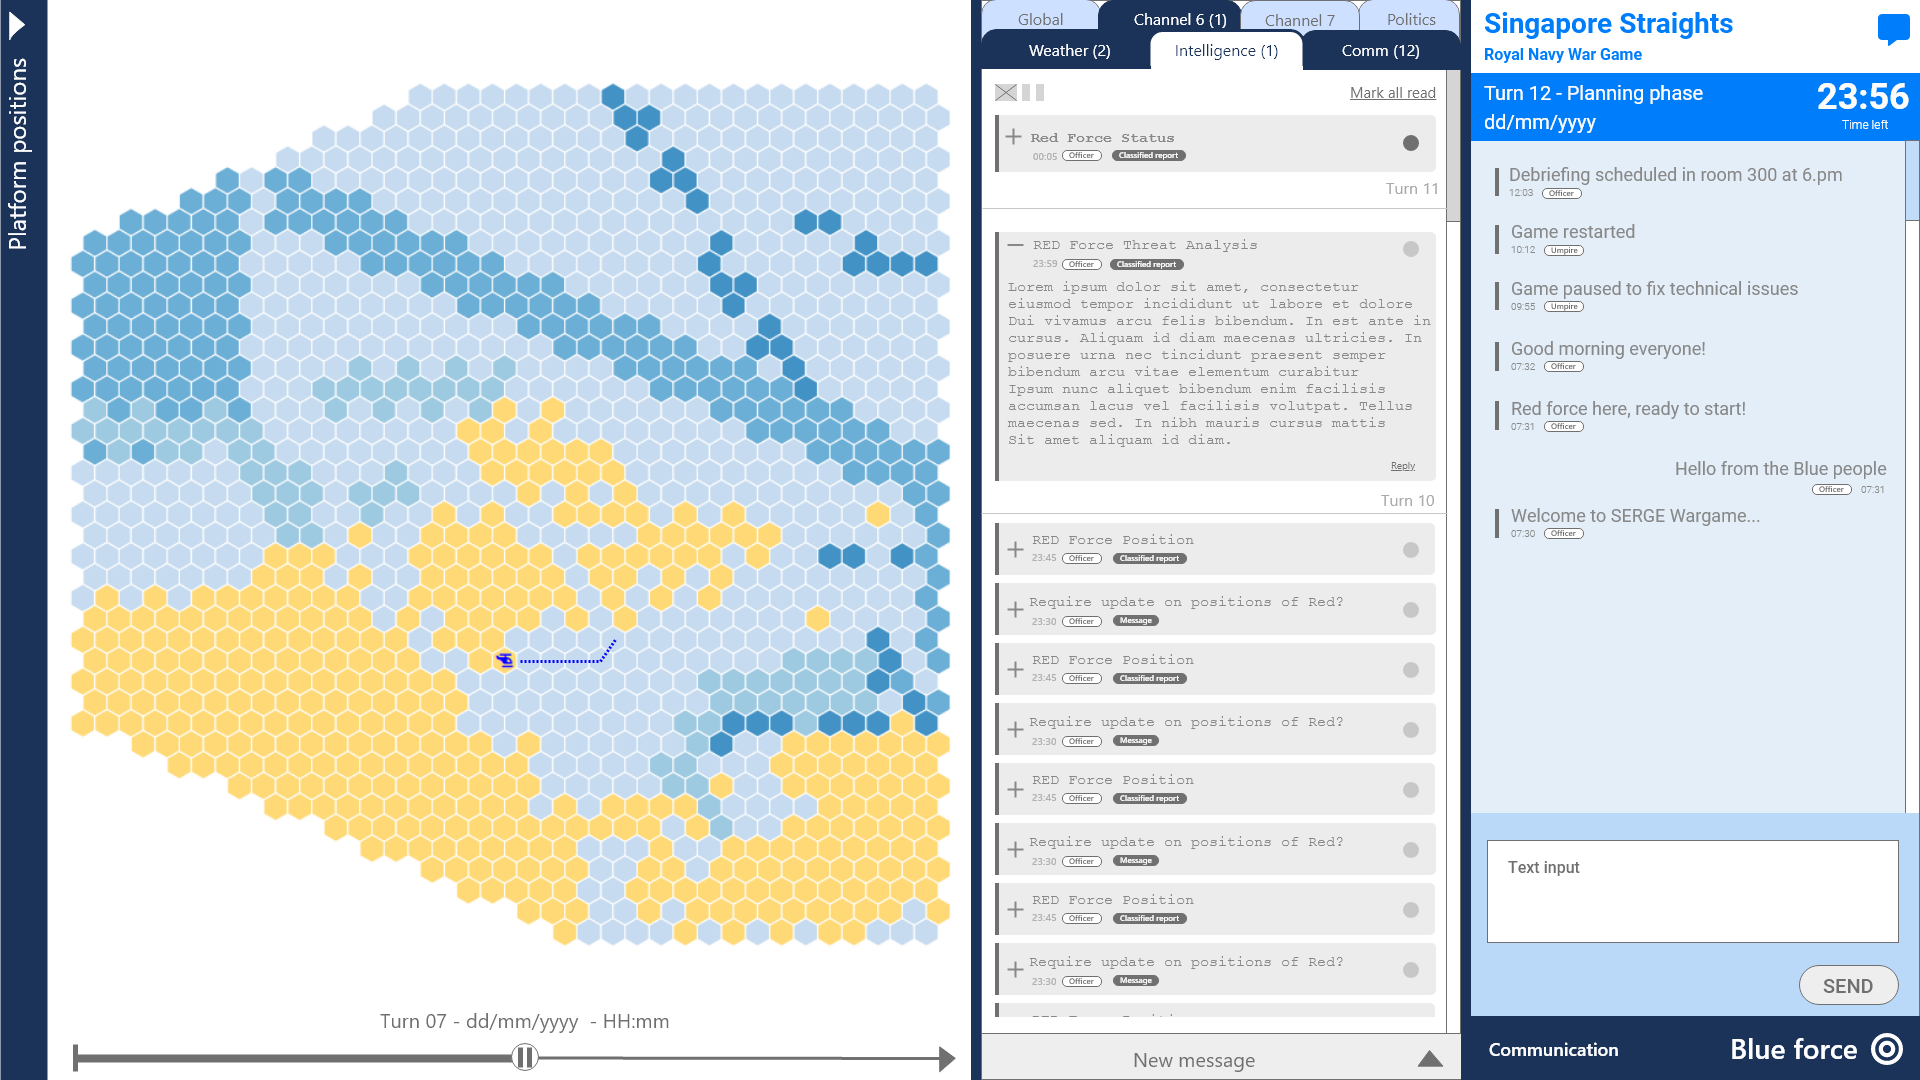 Platform positions
Turn 07 - dd/mm/yyyy - HH:mm
Global
Channel 6 (1)
Channel 7
Politics
Weather (2)
Intelligence (1)
Comm (12)
Mark all read
Red Force Status
00:05 Officer Classified report
Turn 11
RED Force Threat Analysis
23:59 Officer Classified report
Lorem ipsum dolor sit amet, consectetur
eiusmod tempor incididunt ut labore et dolore
Dui vivamus arcu felis bibendum. In est ante in
cursus. Aliquam id diam maecenas ultricies. In
posuere urna nec tincidunt praesent semper
bibendum arcu vitae elementum curabitur
Ipsum nunc aliquet bibendum enim facilisis
accumsan lacus vel facilisis volutpat. Tellus
maecenas sed. In nibh mauris cursus mattis
Sit amet aliquam id diam.
Reply
Turn 10
RED Force Position
23:45 Officer Classified report
Require update on positions of Red?
23:30 Officer Message
RED Force Position
23:45 Officer Classified report
Require update on positions of Red?
23:30 Officer Message
RED Force Position
23:45 Officer Classified report
Require update on positions of Red?
23:30 Officer Message
RED Force Position
23:45 Officer Classified report
Require update on positions of Red?
23:30 Officer Message
New message
Singapore Straights
Royal Navy War Game
Turn 12 - Planning phase
dd/mm/yyyy
23:56
Time left
Debriefing scheduled in room 300 at 6.pm
12:03 Officer
Game restarted
10:12 Umpire
Game paused to fix technical issues
09:55 Umpire
Good morning everyone!
07:32 Officer
Red force here, ready to start!
07:31 Officer
Hello from the Blue people
Officer 07:31
Welcome to SERGE Wargame...
07:30 Officer
Text input
SEND
Communication
Blue force